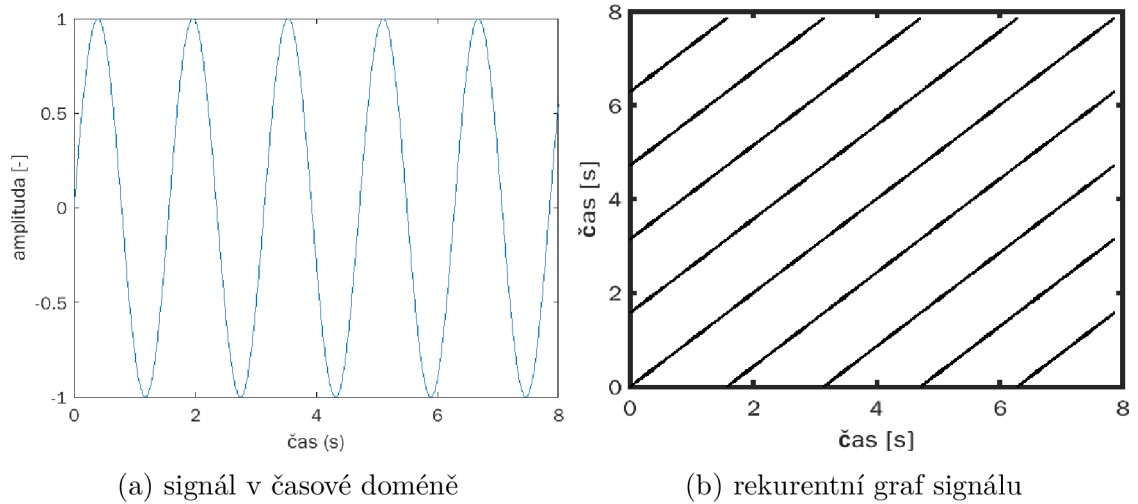 1
0.5
0
-0.5
-1
0 2 4 6 8
amplituda [-]
čas (s)
(a) signál v časové doméně
8
6
4
2
0
0 2 4 6 8
čas [s]
čas [s]
(b) rekurentní graf signálu